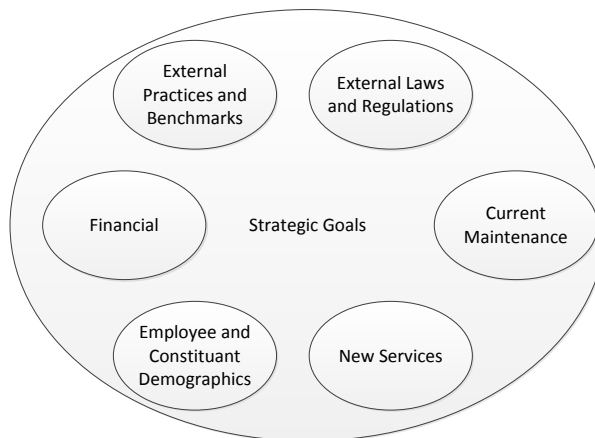 External
Practices and
Benchmarks
External Laws
and Regulations
Financial
Strategic Goals
Current
Maintenance
Employee and
Constituant
Demographics
New Services